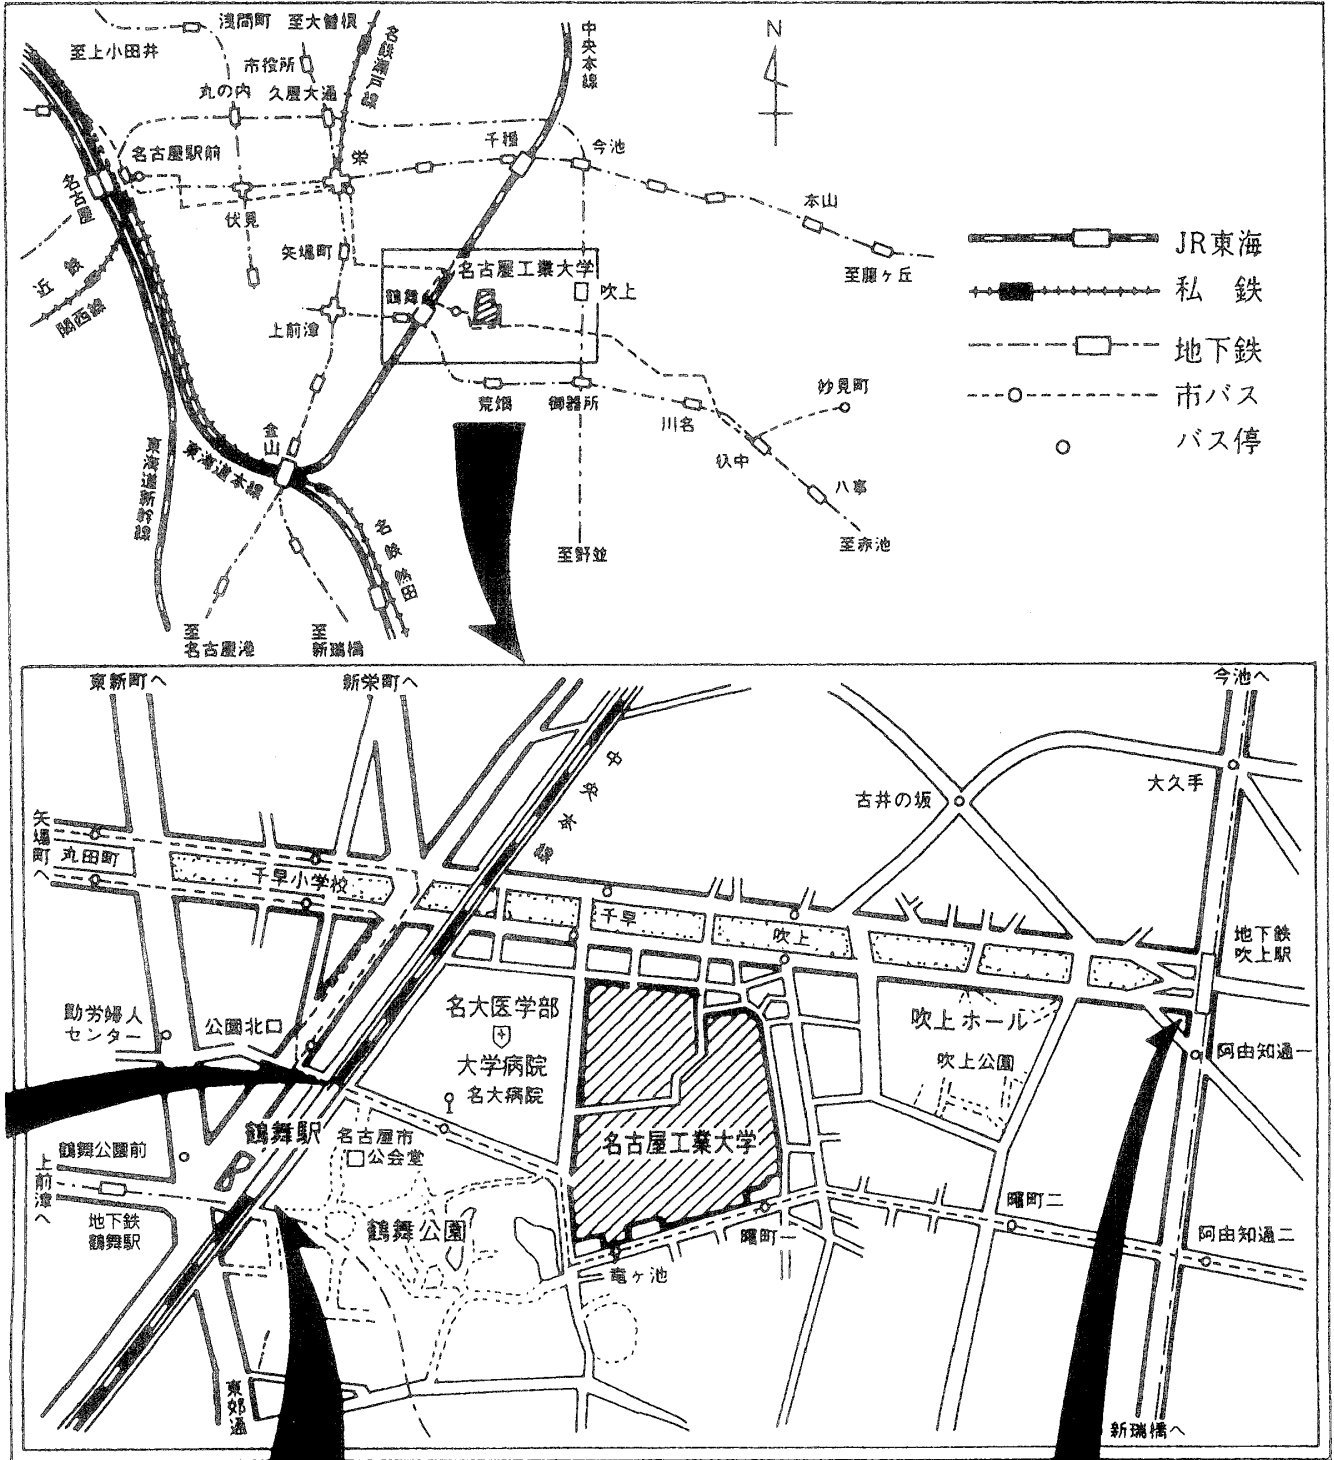 浅間町
至大曽根
至上小田井
名鉄瀬戸線
中央本線
N
市役所
丸の内
久屋大通
名古屋駅前
栄
千種
今池
名古屋
伏見
矢場町
本山
至藤ヶ丘
近鉄
関西線
名古屋工業大学
鶴舞
吹上
上前津
荒畑
御器所
川名
妙見町
杁中
八事
至赤池
至野並
金山
東海道本線
東海道新幹線
名鉄
熱田
至
名古屋港
至
新瑞橋
JR東海
私鉄
地下鉄
市バス
バス停
東新町へ
新栄町へ
今池へ
中央本線
古井の坂
大久手
矢場町へ
丸田町
千早小学校
千早
吹上
地下鉄
吹上駅
勤労婦人
センター
公園北口
名大医学部
大学病院
名大病院
吹上ホール
吹上公園
阿由知通一
鶴舞駅
名古屋市
公会堂
名古屋工業大学
鶴舞公園前
上前津へ
地下鉄
鶴舞駅
鶴舞公園
曙町一
曙町二
阿由知通二
竜ヶ池
東郊通
新瑞橋へ